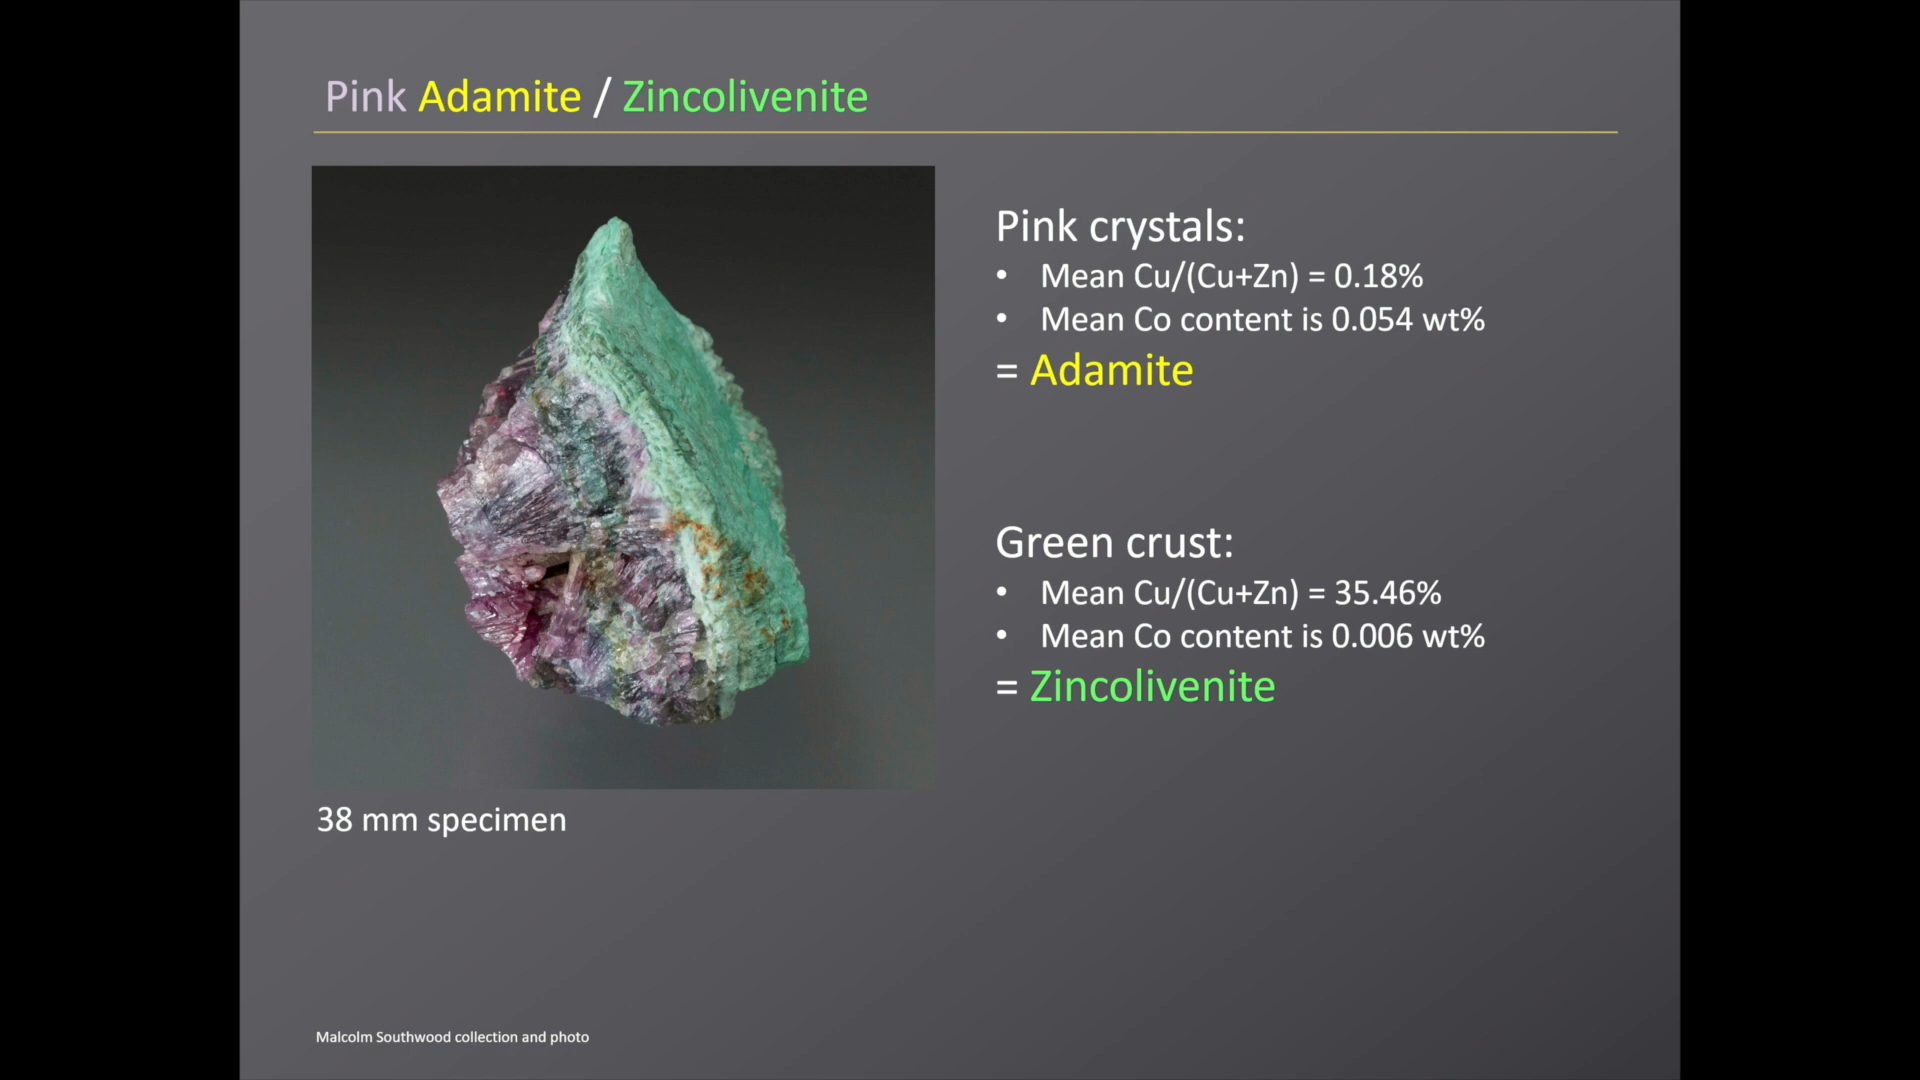 Pink Adamite / Zincolivenite
Pink crystals:
• Mean Cu/(Cu+Zn) = 0.18%
• Mean Co content is 0.054 wt%
= Adamite
Green crust:
• Mean Cu/(Cu+Zn) = 35.46%
• Mean Co content is 0.006 wt%
= Zincolivenite
38 mm specimen
Malcolm Southwood collection and photo